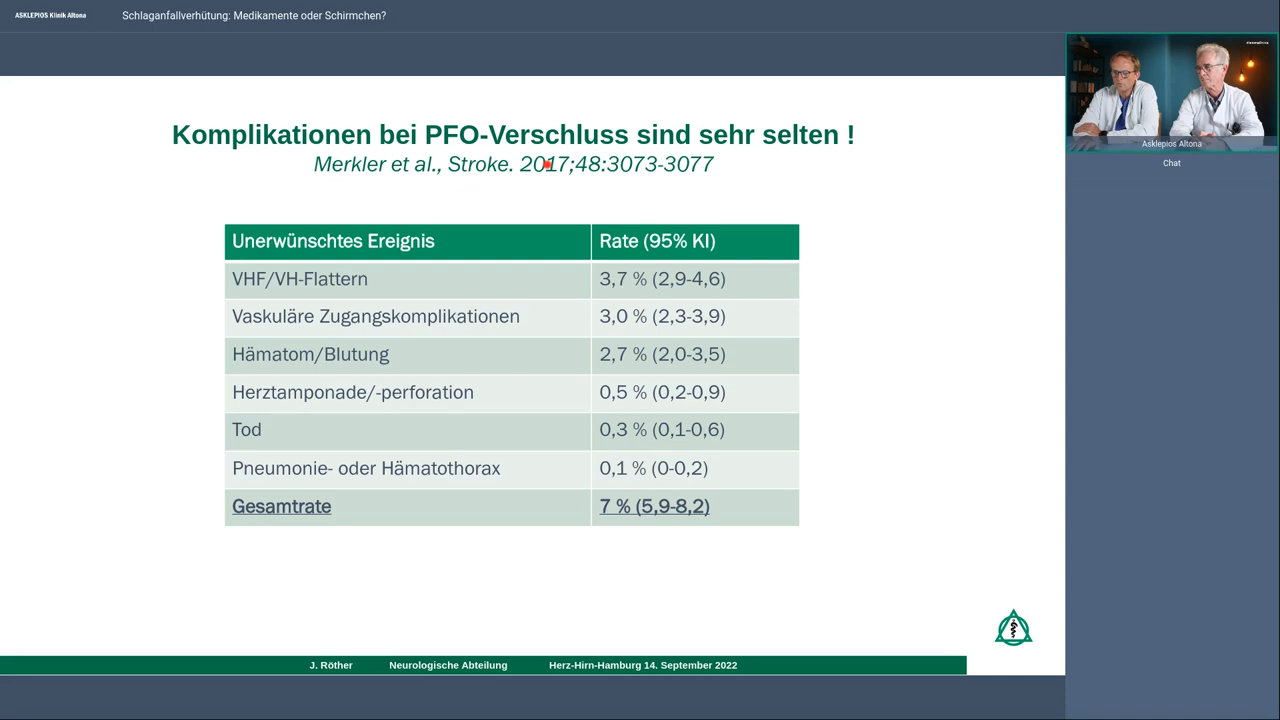 ASKLEPIOS Klinik Altona
Schlaganfallverhütung: Medikamente oder Schirmchen?
Komplikationen bei PFO-Verschluss sind sehr selten !
Merkler et al., Stroke. 2017;48:3073-3077
Unerwünschtes Ereignis Rate (95% KI)
VHF/VH-Flattern 3,7 % (2,9-4,6)
Vaskuläre Zugangskomplikationen 3,0 % (2,3-3,9)
Hämatom/Blutung 2,7 % (2,0-3,5)
Herztamponade/-perforation 0,5 % (0,2-0,9)
Tod 0,3 % (0,1-0,6)
Pneumonie- oder Hämatothorax 0,1 % (0-0,2)
Gesamtrate 7 % (5,9-8,2)
J. Röther Neurologische Abteilung Herz-Hirn-Hamburg 14. September 2022
Asklepios Altona
Chat